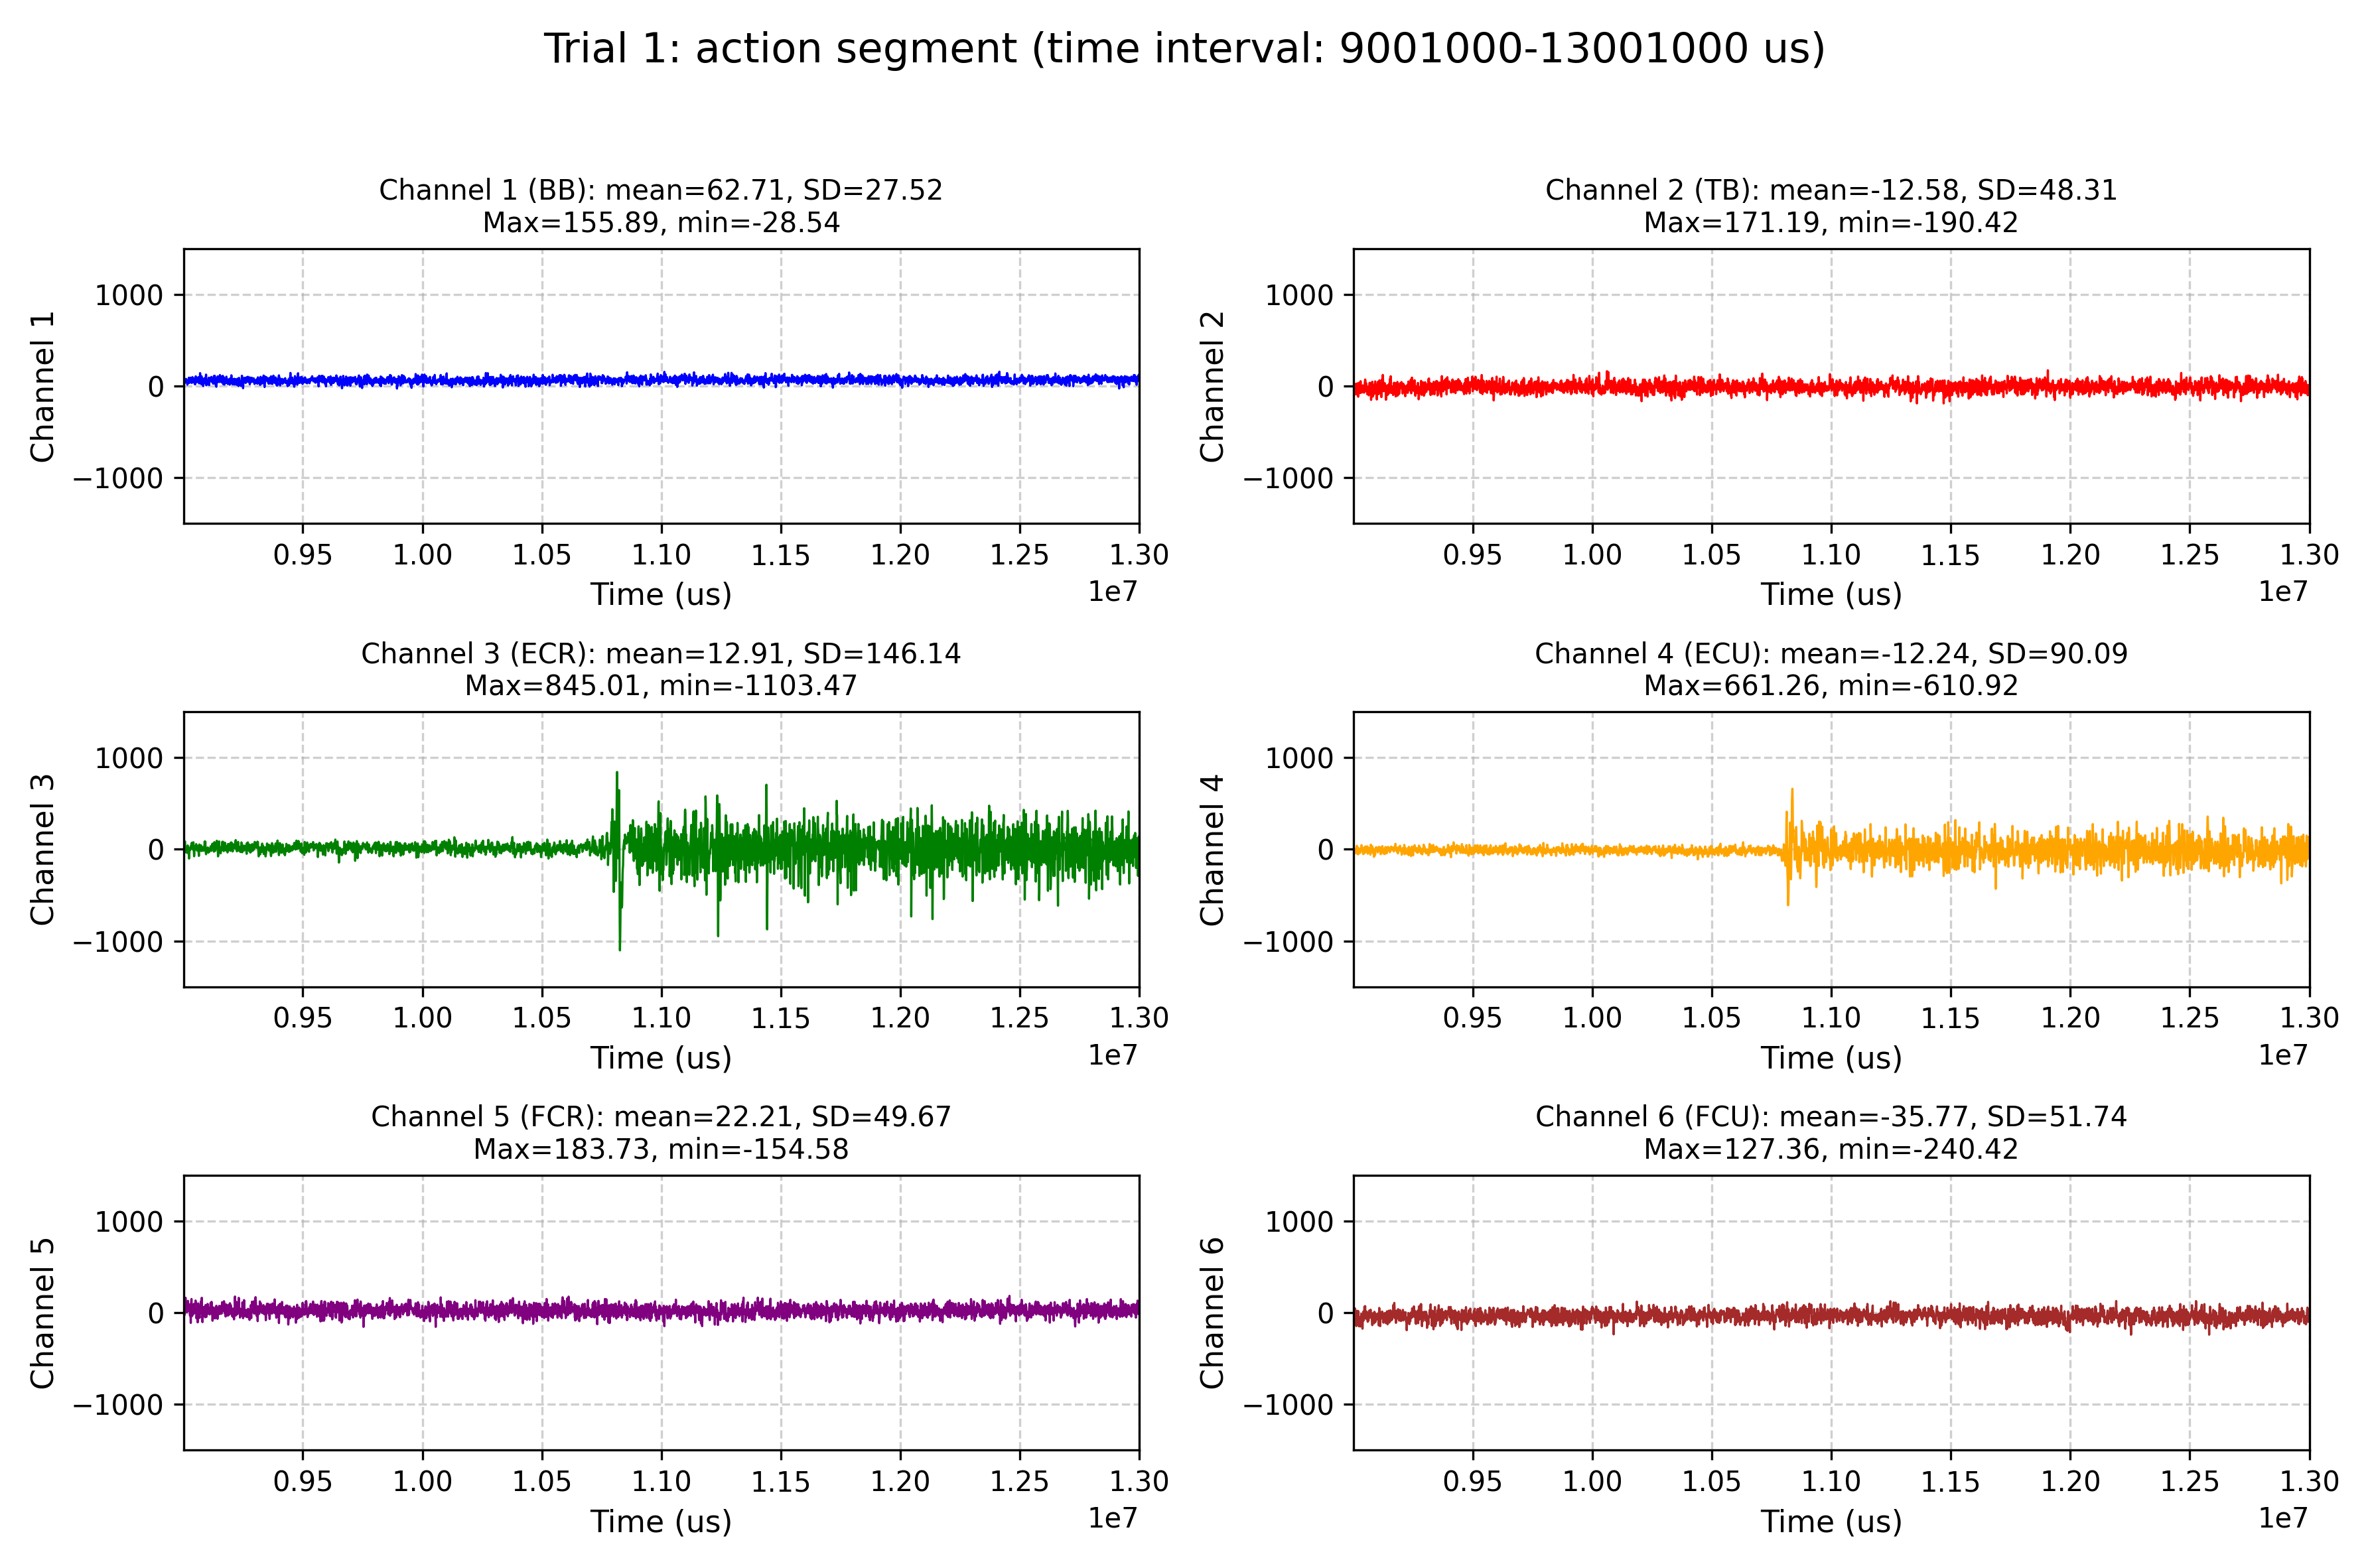 Trial 1: action segment (time interval: 9001000-13001000 us)
Channel 1 (BB): mean=62.71, SD=27.52
Max=155.89, min=-28.54
Channel 1
1000
0
−1000
0.95 1.00 1.05 1.10 1.15 1.20 1.25 1.30
Time (us)
1e7
Channel 2 (TB): mean=-12.58, SD=48.31
Max=171.19, min=-190.42
Channel 2
1000
0
−1000
0.95 1.00 1.05 1.10 1.15 1.20 1.25 1.30
Time (us)
1e7
Channel 3 (ECR): mean=12.91, SD=146.14
Max=845.01, min=-1103.47
Channel 3
1000
0
−1000
0.95 1.00 1.05 1.10 1.15 1.20 1.25 1.30
Time (us)
1e7
Channel 4 (ECU): mean=-12.24, SD=90.09
Max=661.26, min=-610.92
Channel 4
1000
0
−1000
0.95 1.00 1.05 1.10 1.15 1.20 1.25 1.30
Time (us)
1e7
Channel 5 (FCR): mean=22.21, SD=49.67
Max=183.73, min=-154.58
Channel 5
1000
0
−1000
0.95 1.00 1.05 1.10 1.15 1.20 1.25 1.30
Time (us)
1e7
Channel 6 (FCU): mean=-35.77, SD=51.74
Max=127.36, min=-240.42
Channel 6
1000
0
−1000
0.95 1.00 1.05 1.10 1.15 1.20 1.25 1.30
Time (us)
1e7